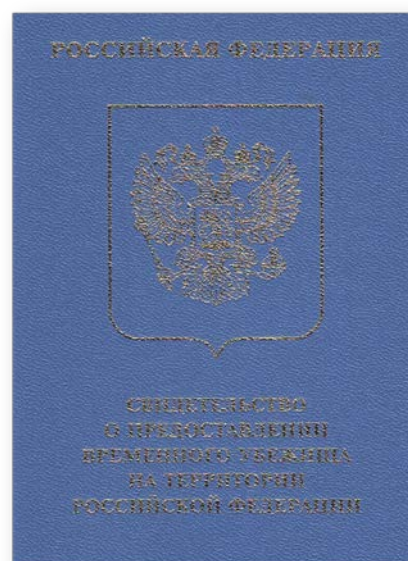 РОССИЙСКАЯ ФЕДЕРАЦИЯ
СВИДЕТЕЛЬСТВО
О ПРЕДОСТАВЛЕНИИ
ВРЕМЕННОГО УБЕЖИЩА
НА ТЕРРИТОРИИ
РОССИЙСКОЙ ФЕДЕРАЦИИ